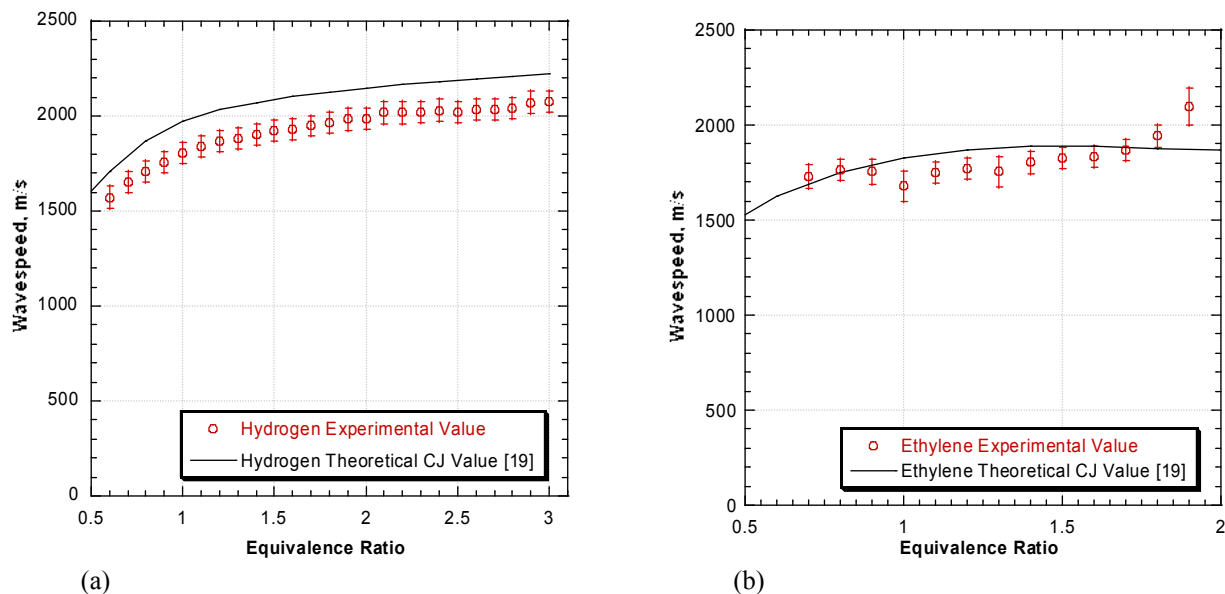 2500
2000
1500
1000
500
0
0.5 1 1.5 2 2.5 3
Wavespeed, m/s
Equivalence Ratio
Hydrogen Experimental Value
Hydrogen Theoretical CJ Value [19]
(a)
2500
2000
1500
1000
500
0
0.5 1 1.5 2
Wavespeed, m/s
Equivalence Ratio
Ethylene Experimental Value
Ethylene Theoretical CJ Value [19]
(b)